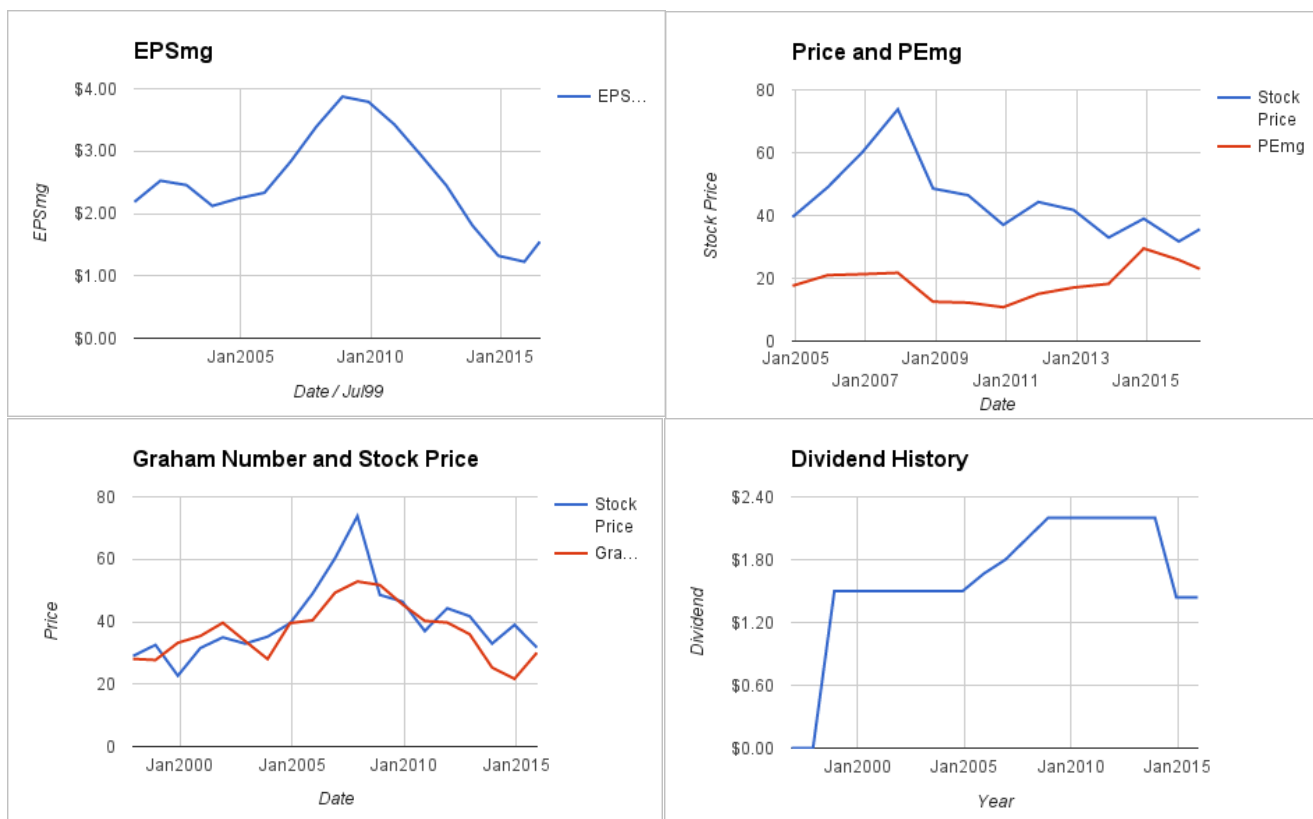 EPSmg
$4.00
$3.00
$2.00
$1.00
$0.00
EPSmg
Jan2005
Jan2010
Jan2015
Date / Jul99
EPS...
Price and PEmg
80
60
40
20
0
Stock Price
Jan2005
Jan2009
Jan2013
Jan2007
Jan2011
Jan2015
Date
Stock
Price
PEmg
Graham Number and Stock Price
80
60
40
20
0
Price
Jan2000
Jan2005
Jan2010
Jan2015
Date
Stock
Price
Gra...
Dividend History
$2.40
$1.80
$1.20
$0.60
$0.00
Dividend
Jan2000
Jan2005
Jan2010
Jan2015
Year